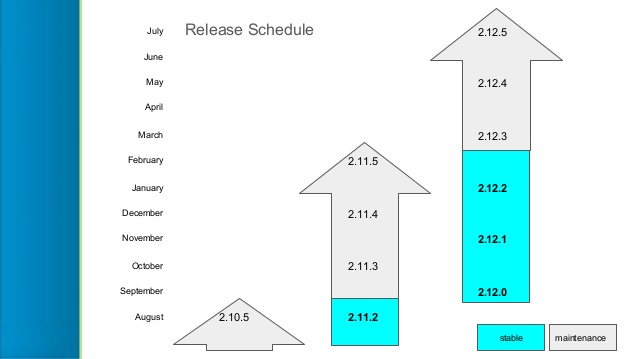 Release Schedule
July
2.12.5
June
May
2.12.4
April
March
2.12.3
February
2.11.5
January
2.12.2
December
2.11.4
November
2.12.1
October
2.11.3
September
2.12.0
August
2.10.5
2.11.2
stable
maintenance